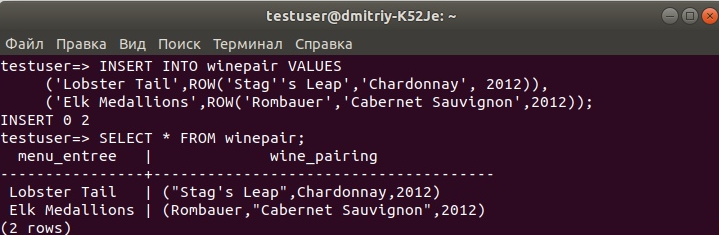 testuser@dmitriy-K52Je: ~
Файл Правка Вид Поиск Терминал Справка
testuser=> INSERT INTO winepair VALUES
('Lobster Tail',ROW('Stag''s Leap','Chardonnay', 2012)),
('Elk Medallions',ROW('Rombauer','Cabernet Sauvignon',2012));
INSERT 0 2
testuser=> SELECT * FROM winepair;
menu_entree | wine_pairing
----------------+---------------------------------------
Lobster Tail | ("Stag's Leap",Chardonnay,2012)
Elk Medallions | (Rombauer,"Cabernet Sauvignon",2012)
(2 rows)